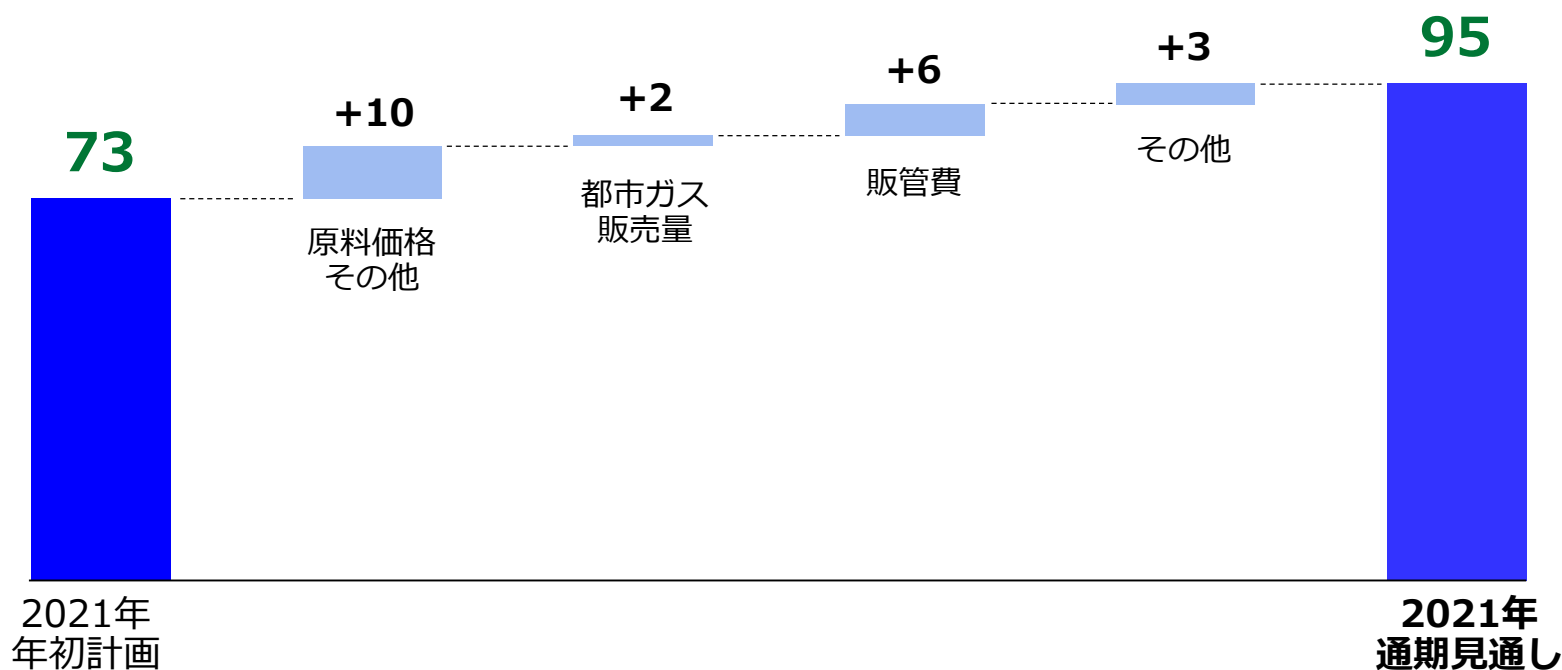 73
+10
原料価格
その他
+2
都市ガス
販売量
+6
販管費
+3
その他
95
2021年
年初計画
2021年
通期見通し